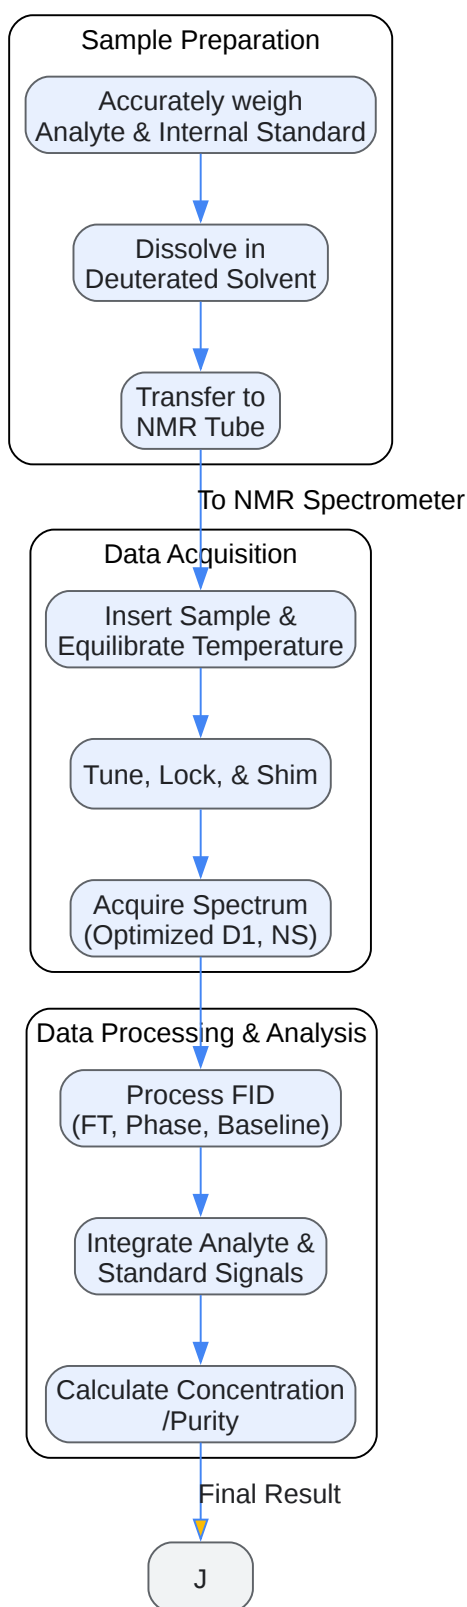 Sample Preparation
Accurately weigh
Analyte & Internal Standard
Dissolve in
Deuterated Solvent
Transfer to
NMR Tube
To NMR Spectrometer
Data Acquisition
Insert Sample &
Equilibrate Temperature
Tune, Lock, & Shim
Acquire Spectrum
(Optimized D1, NS)
Data Processing & Analysis
Process FID
(FT, Phase, Baseline)
Integrate Analyte &
Standard Signals
Calculate Concentration
/Purity
Final Result
J